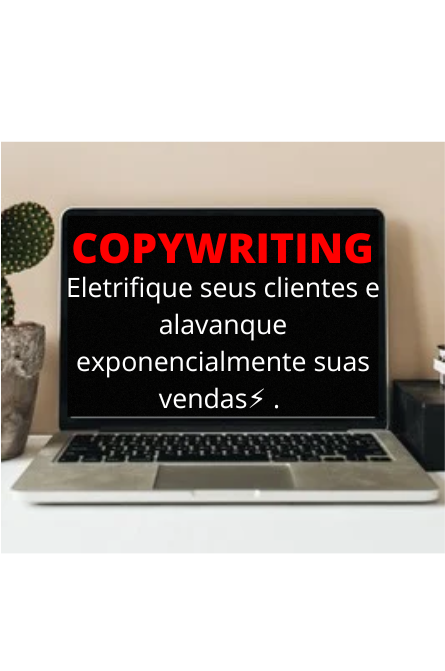 COPYWRITING
Eletrifique seus clientes e
alavanque
exponencialmente suas
vendas⚡ .